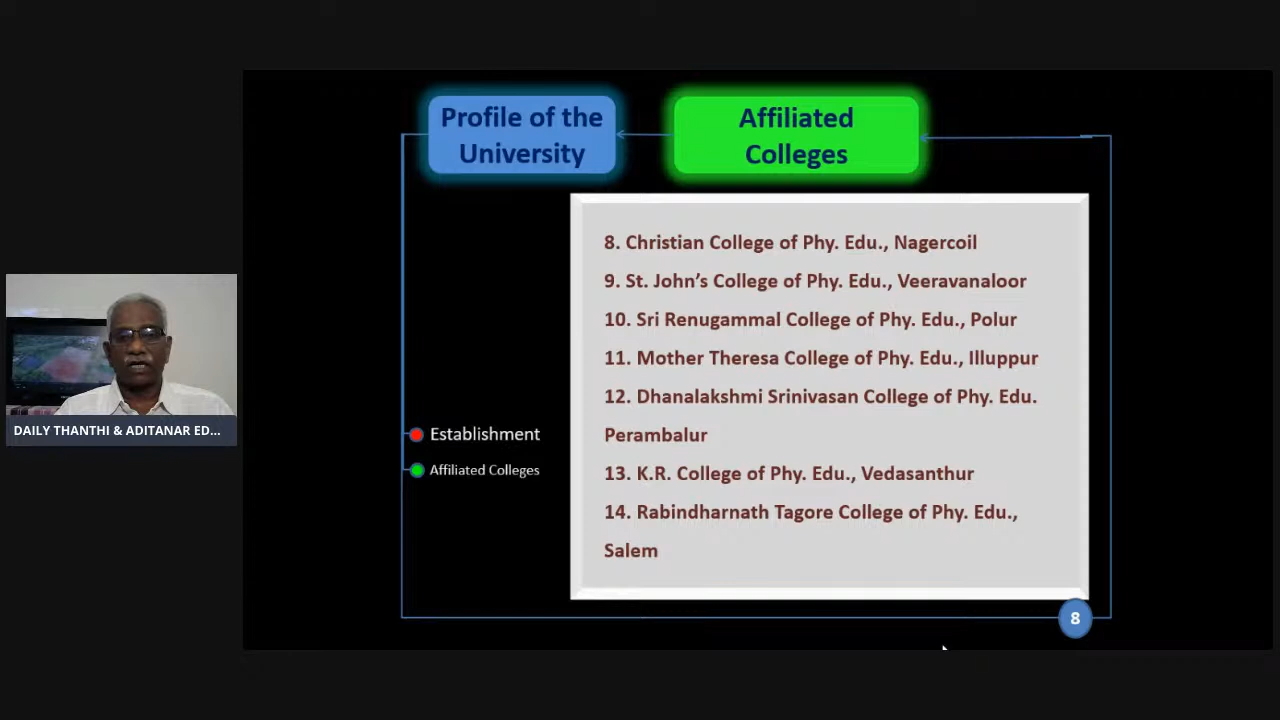 Profile of the
University
Affiliated
Colleges
8. Christian College of Phy. Edu., Nagercoil
9. St. John’s College of Phy. Edu., Veeravanaloor
10. Sri Renugammal College of Phy. Edu., Polur
11. Mother Theresa College of Phy. Edu., Illuppur
12. Dhanalakshmi Srinivasan College of Phy. Edu.
Perambalur
13. K.R. College of Phy. Edu., Vedasanthur
14. Rabindharnath Tagore College of Phy. Edu.,
Salem
Establishment
Affiliated Colleges
DAILY THANTHI & ADITANAR ED...
8